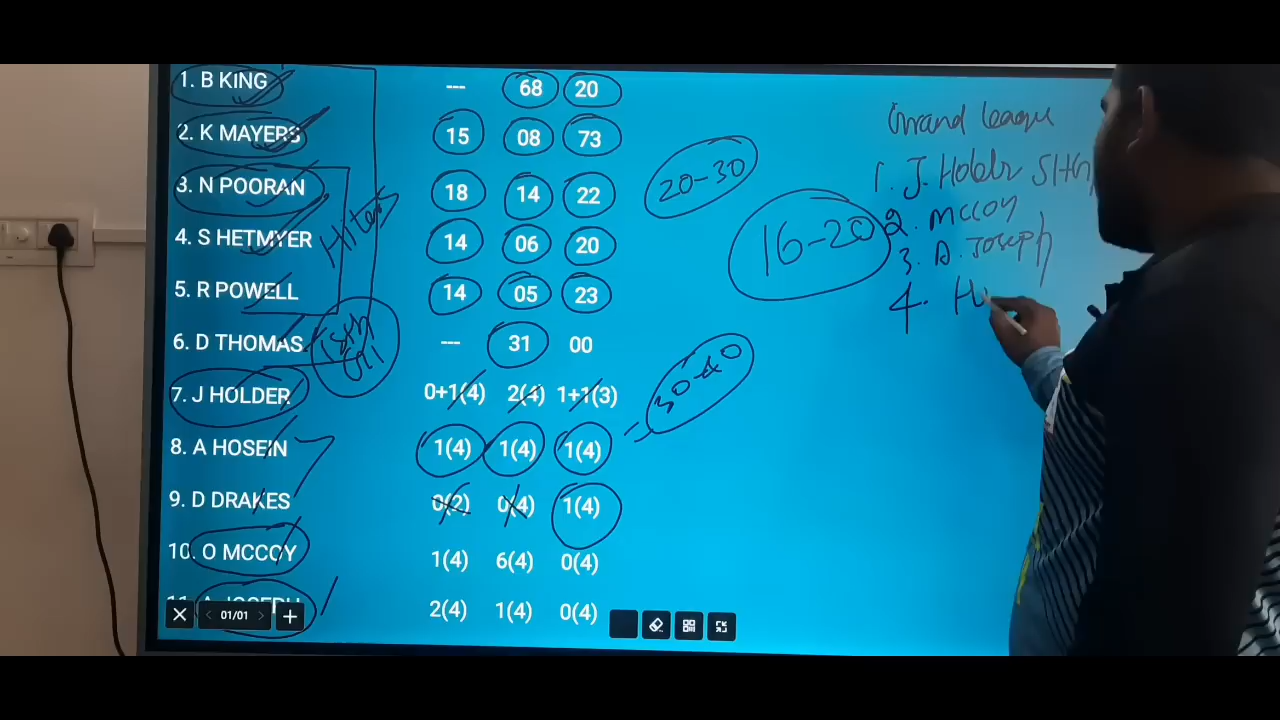 1. B KING --- 68 20
2. K MAYERS 15 08 73
3. N POORAN 18 14 22
4. S HETMYER 14 06 20
5. R POWELL 14 05 23
6. D THOMAS --- 31 00
7. J HOLDER 0+1(4) 2(4) 1+1(3)
8. A HOSEIN 1(4) 1(4) 1(4)
9. D DRAKES 0(2) 0(4) 1(4)
10. O MCCOY 1(4) 6(4) 0(4)
2(4) 1(4) 0(4)
01/01
Hiters
20-30
16-20
30-40
Grand league
1. J. Holder
2. MCCOY
3. A. Joseph
4. H